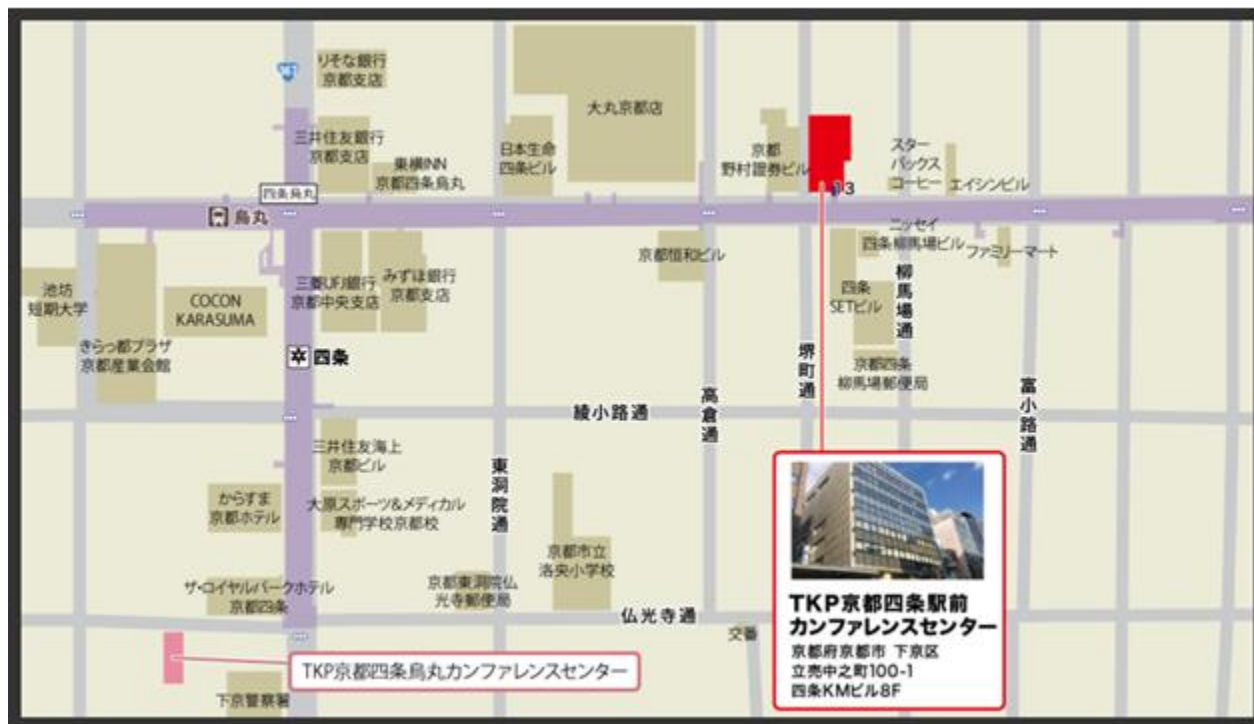 りそな銀行
京都支店
三井住友銀行
京都支店
東横INN
京都四条烏丸
日本生命
四条ビル
大丸京都店
京都
野村證券ビル
スター
バックス
コーヒー
エイシンビル
13
四条烏丸
烏丸
池坊
短期大学
COCON
KARASUMA
三菱UFJ銀行
京都中央支店
みずほ銀行
京都支店
京都恒和ビル
ニッセイ
四条柳馬場ビル
ファミリーマート
四条
SETビル
柳馬場通
きらっ都プラザ
京都産業会館
四条
堺町通
京都四条
柳馬場郵便局
綾小路通
高倉通
富小路通
三井住友海上
京都ビル
東洞院通
からすま
京都ホテル
大原スポーツ&メディカル
専門学校京都校
京都市立
洛央小学校
ザ・ロイヤルパークホテル
京都四条
京都東洞院仏
光寺郵便局
仏光寺通
交番
TKP京都四条烏丸カンファレンスセンター
下京警察署
TKP京都四条駅前
カンファレンスセンター
京都府京都市 下京区
立売中之町100-1
四条KMビル8F